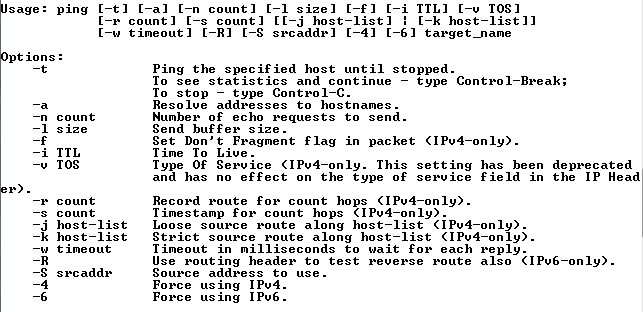 Usage: ping [-t] [-a] [-n count] [-l size] [-f] [-i TTL] [-v TOS]
            [-r count] [-s count] [[-j host-list] | [-k host-list]]
            [-w timeout] [-R] [-S srcaddr] [-4] [-6] target_name

Options:
    -t             Ping the specified host until stopped.
                   To see statistics and continue - type Control-Break;
                   To stop - type Control-C.
    -a             Resolve addresses to hostnames.
    -n count       Number of echo requests to send.
    -l size        Send buffer size.
    -f             Set Don't Fragment flag in packet (IPv4-only).
    -i TTL         Time To Live.
    -v TOS         Type Of Service (IPv4-only. This setting has been deprecated
                   and has no effect on the type of service field in the IP Head
er).
    -r count       Record route for count hops (IPv4-only).
    -s count       Timestamp for count hops (IPv4-only).
    -j host-list   Loose source route along host-list (IPv4-only).
    -k host-list   Strict source route along host-list (IPv4-only).
    -w timeout     Timeout in milliseconds to wait for each reply.
    -R             Use routing header to test reverse route also (IPv6-only).
    -S srcaddr     Source address to use.
    -4             Force using IPv4.
    -6             Force using IPv6.